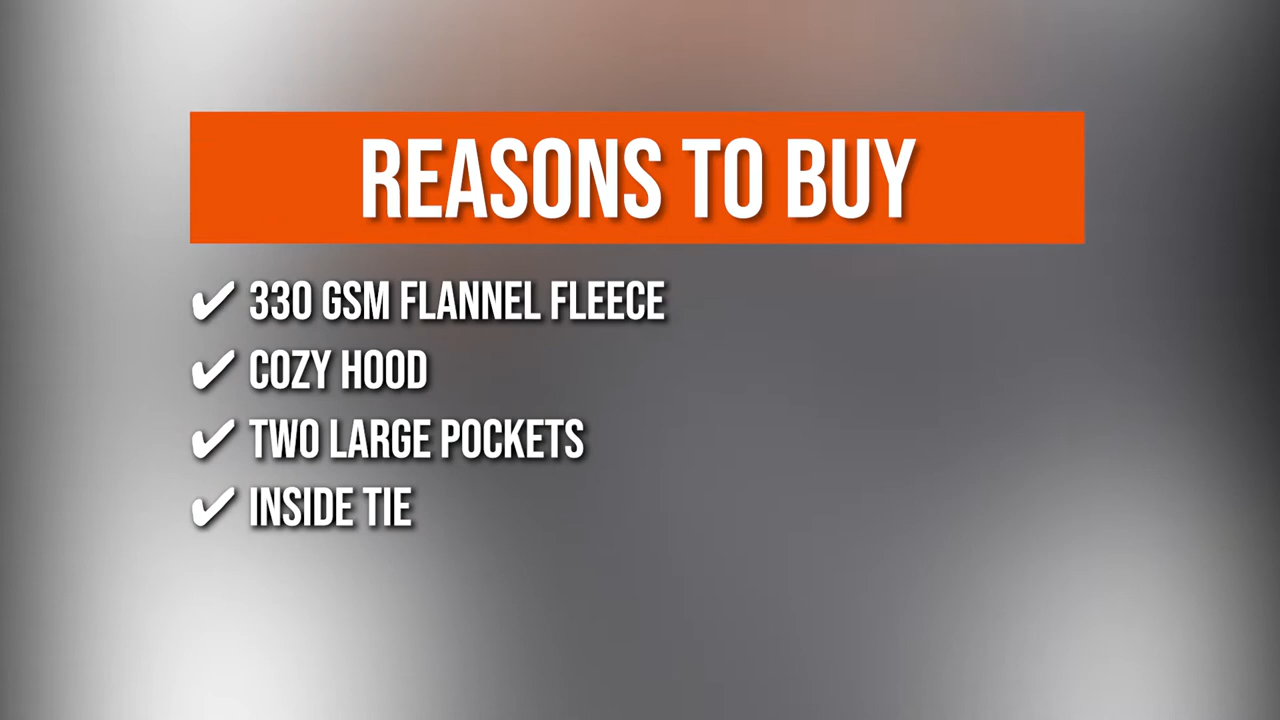 REASONS TO BUY
✔ 330 GSM FLANNEL FLEECE
✔ COZY HOOD
✔ TWO LARGE POCKETS
✔ INSIDE TIE